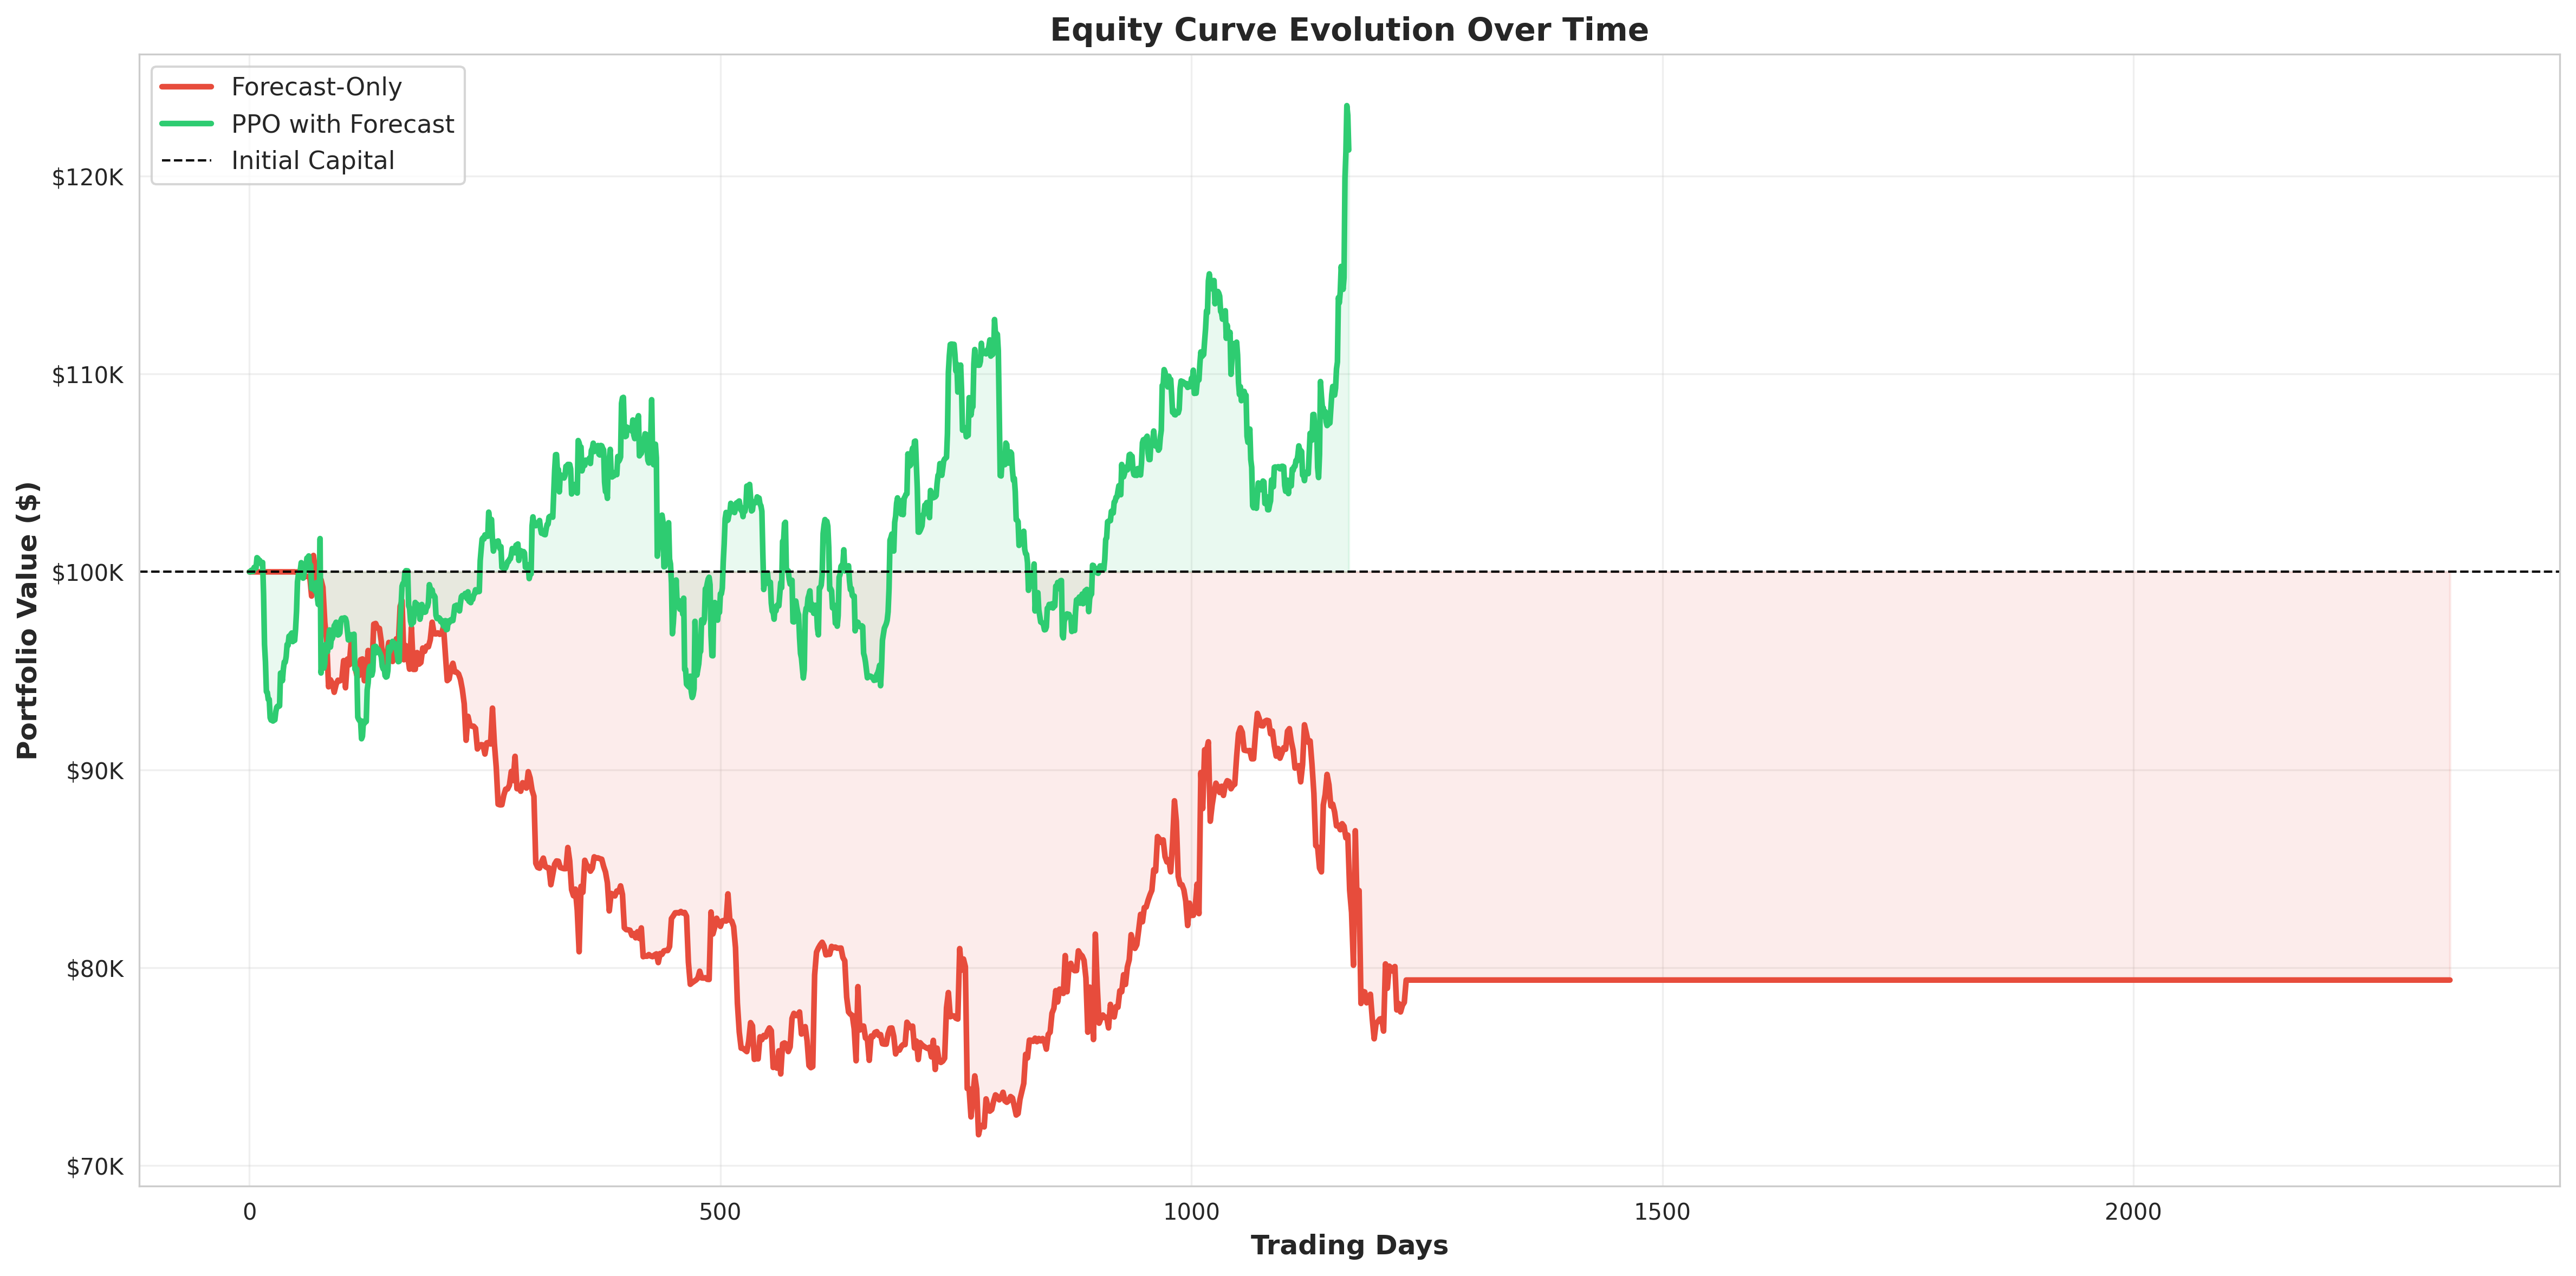 Equity Curve Evolution Over Time
Forecast-Only
PPO with Forecast
Initial Capital
Portfolio Value ($)
$120K
$110K
$100K
$90K
$80K
$70K
0 500 1000 1500 2000
Trading Days